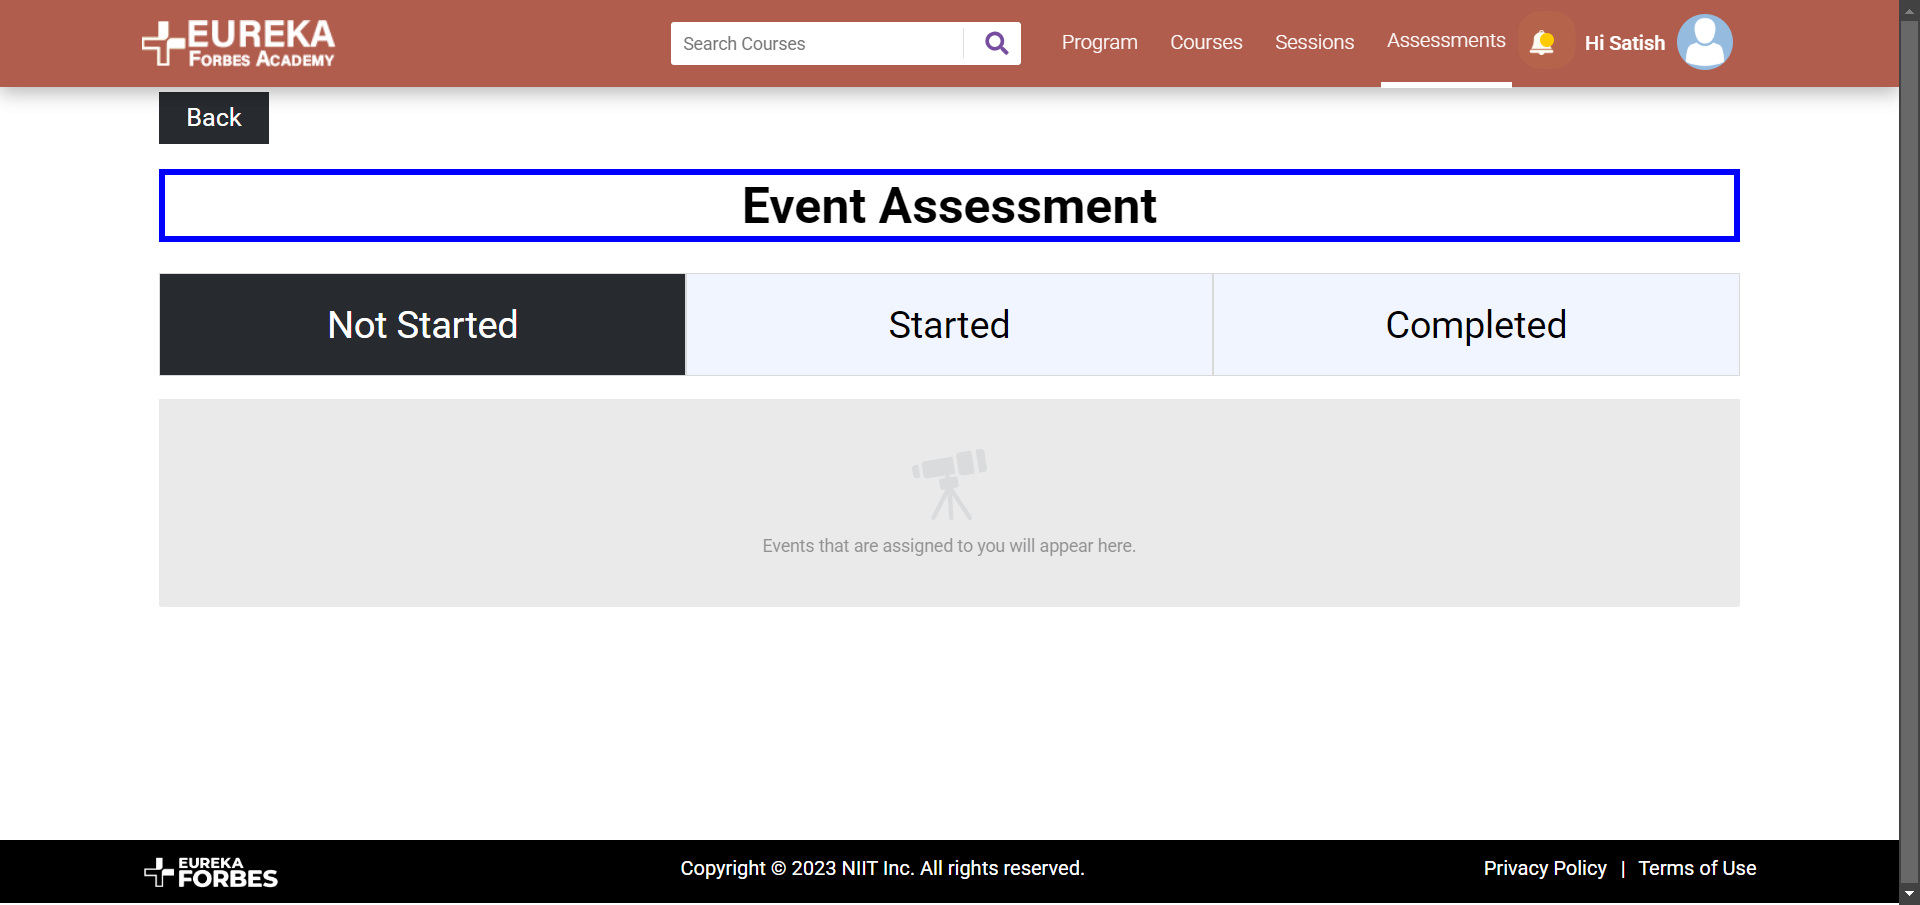 EUREKA
FORBES ACADEMY
Search Courses
Program
Courses
Sessions
Assessments
Hi Satish
Back
Event Assessment
Not Started
Started
Completed
Events that are assigned to you will appear here.
EUREKA
FORBES
Copyright © 2023 NIIT Inc. All rights reserved.
Privacy Policy | Terms of Use